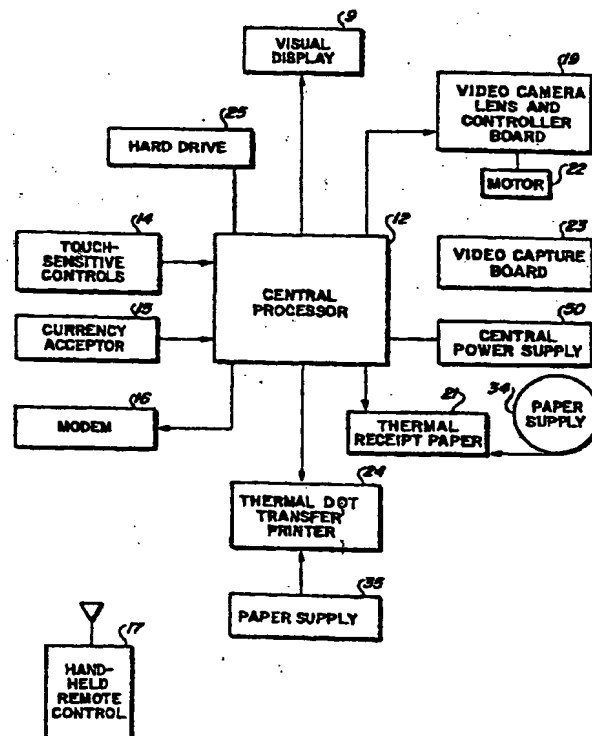 9
VISUAL
DISPLAY
19
VIDEO CAMERA
LENS AND
CONTROLLER
BOARD
25
HARD DRIVE
MOTOR
22
14
TOUCH-
SENSITIVE
CONTROLS
12
CENTRAL
PROCESSOR
23
VIDEO CAPTURE
BOARD
15
CURRENCY
ACCEPTOR
50
CENTRAL
POWER SUPPLY
16
MODEM
21
THERMAL
RECEIPT PAPER
34
PAPER
SUPPLY
24
THERMAL DOT
TRANSFER
PRINTER
35
PAPER SUPPLY
17
HAND-
HELD
REMOTE
CONTROL